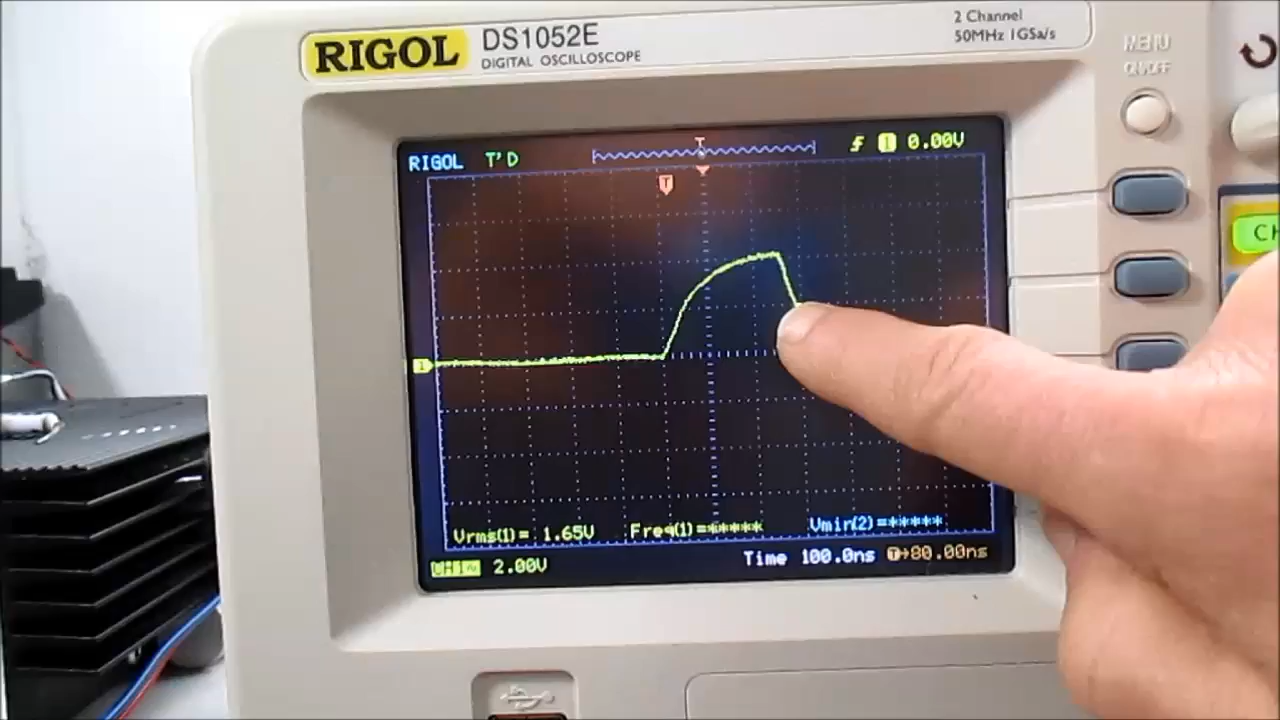 RIGOL DS1052E
DIGITAL OSCILLOSCOPE
2 Channel
50MHz 1GSa/s
MENU
ON/OFF
RIGOL T'D
T
1 0.00V
T
1
Vrms(1)= 1.65V Freq(1)=***** Vmin(2)=*****
2.00V Time 100.0ns T→80.00ns